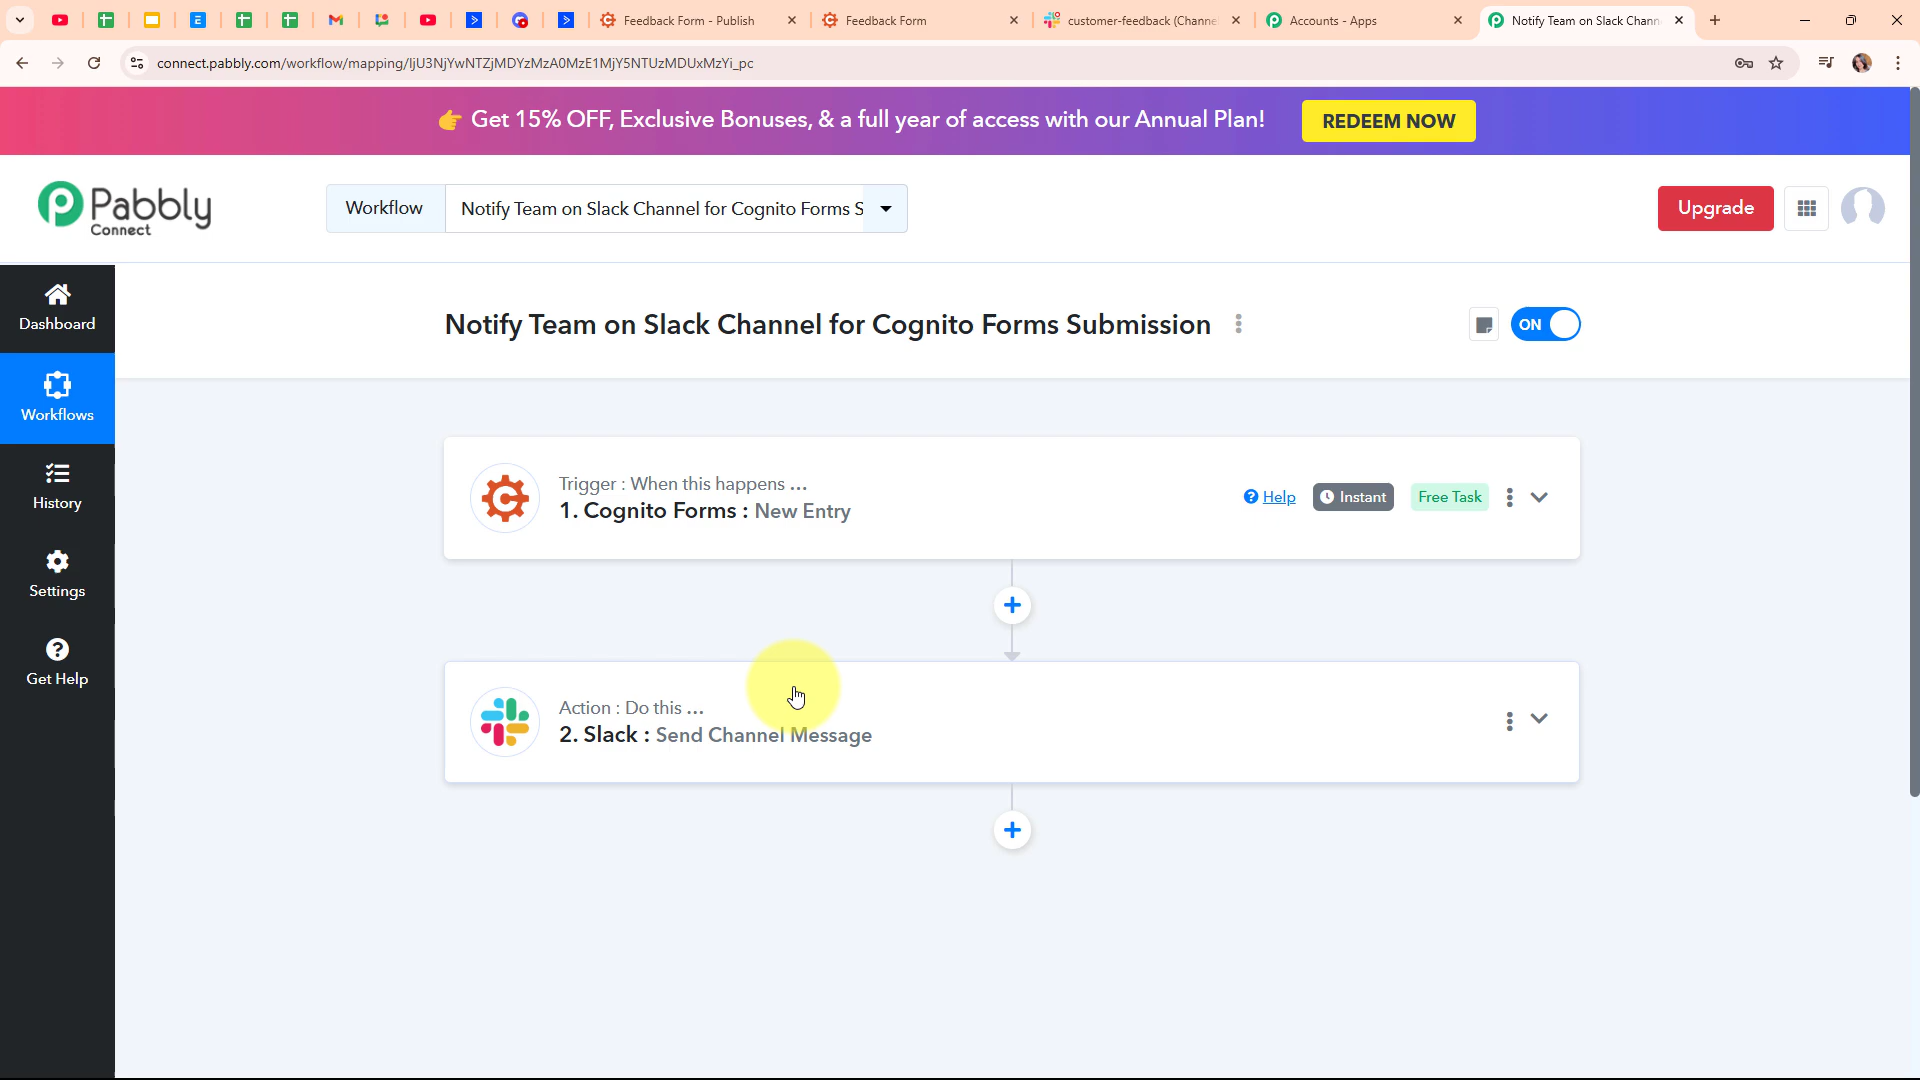 Feedback Form - Publish
Feedback Form
customer-feedback (Channe
Accounts - Apps
Notify Team on Slack Chann
connect.pabbly.com/workflow/mapping/IjU3NjYwNTZjMDYzMzA0MzE1MjY5NTUzMDUxMzYi_pc
👉 Get 15% OFF, Exclusive Bonuses, & a full year of access with our Annual Plan!
REDEEM NOW
Pabbly
Connect
Workflow
Notify Team on Slack Channel for Cognito Forms S
Upgrade
Dashboard
Workflows
History
Settings
Get Help
Notify Team on Slack Channel for Cognito Forms Submission
ON
Trigger : When this happens ...
1. Cognito Forms : New Entry
Help
Instant
Free Task
Action : Do this ...
2. Slack : Send Channel Message